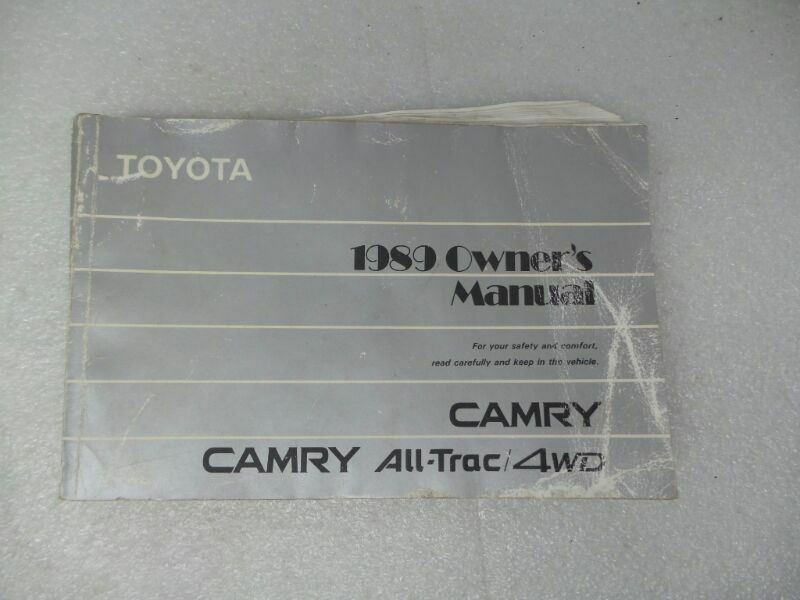 TOYOTA
1989 Owner's
Manual
For your safety and comfort,
read carefully and keep in the vehicle.
CAMRY
CAMRY All-Trac/4WD